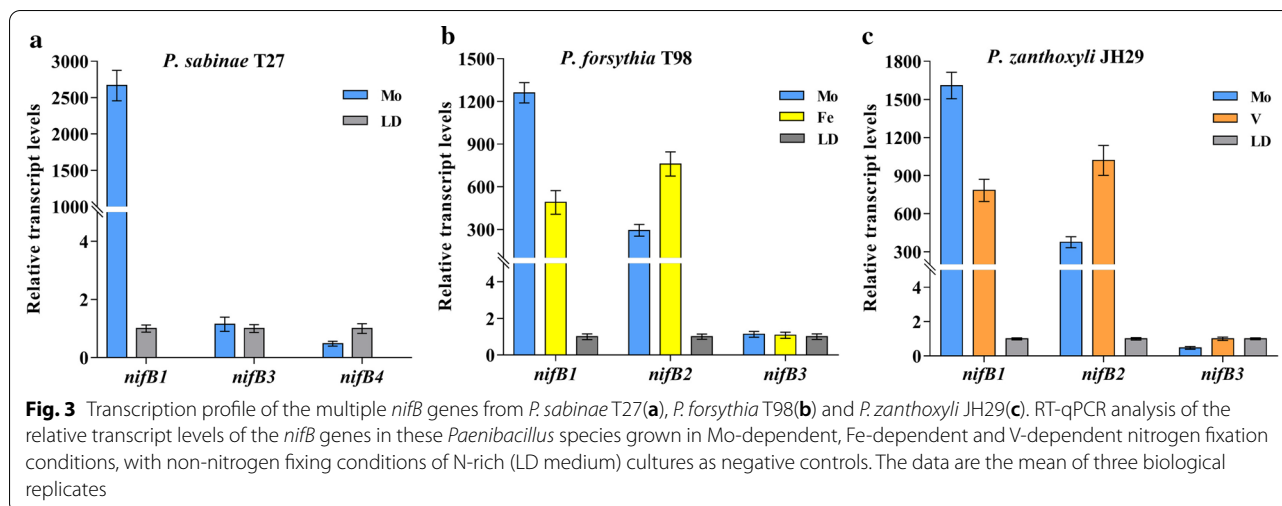 a
P. sabinae T27
Relative transcript levels
3000
2500
2000
1500
1000
4
2
0
Mo
LD
nifB1 nifB3 nifB4
b
P. forsythia T98
Relative transcript levels
1500
1200
900
600
300
4
2
0
Mo
Fe
LD
nifB1 nifB2 nifB3
c
P. zanthoxyli JH29
Relative transcript levels
1800
1500
1200
900
600
300
4
2
0
Mo
V
LD
nifB1 nifB2 nifB3
Fig. 3 Transcription profile of the multiple nifB genes from P. sabinae T27(a), P. forsythia T98(b) and P. zanthoxyli JH29(c). RT-qPCR analysis of the
relative transcript levels of the nifB genes in these Paenibacillus species grown in Mo-dependent, Fe-dependent and V-dependent nitrogen fixation
conditions, with non-nitrogen fixing conditions of N-rich (LD medium) cultures as negative controls. The data are the mean of three biological
replicates